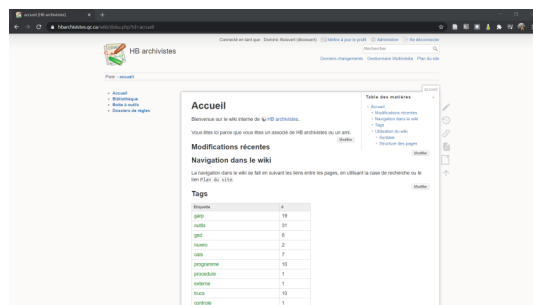 accueil [HB archivistes]
hbarchivistes.qc.ca/wiki/doku.php?id=accueil
HB archivistes
Connecté en tant que Dominic Boisvert (dboisvert) Mettre à jour le profil Administrer Se déconnecter
Rechercher
Derniers changements Gestionnaire Multimédia Plan du site
Piste: • accueil
accueil
Accueil
Bibliothèque
Boîte à outils
Dossiers de règles
Accueil
Bienvenue sur le wiki interne de HB archivistes.
Vous êtes ici parce que vous êtes un associé de HB archivistes ou un ami.
Modifier
Table des matières
Accueil
Modifications récentes
Navigation dans le wiki
Tags
Utilisation du wiki
Syntaxe
Structure des pages
Modifications récentes
Modifier
Navigation dans le wiki
La navigation dans le wiki se fait en suivant les liens entre les pages, en utilisant la case de recherche ou le
lien Plan du site.
Modifier
Tags
Étiquette #
garp 19
outils 31
ged 6
nuxeo 2
oais 7
programme 10
procedure 1
externe 1
trucs 10
controle 1